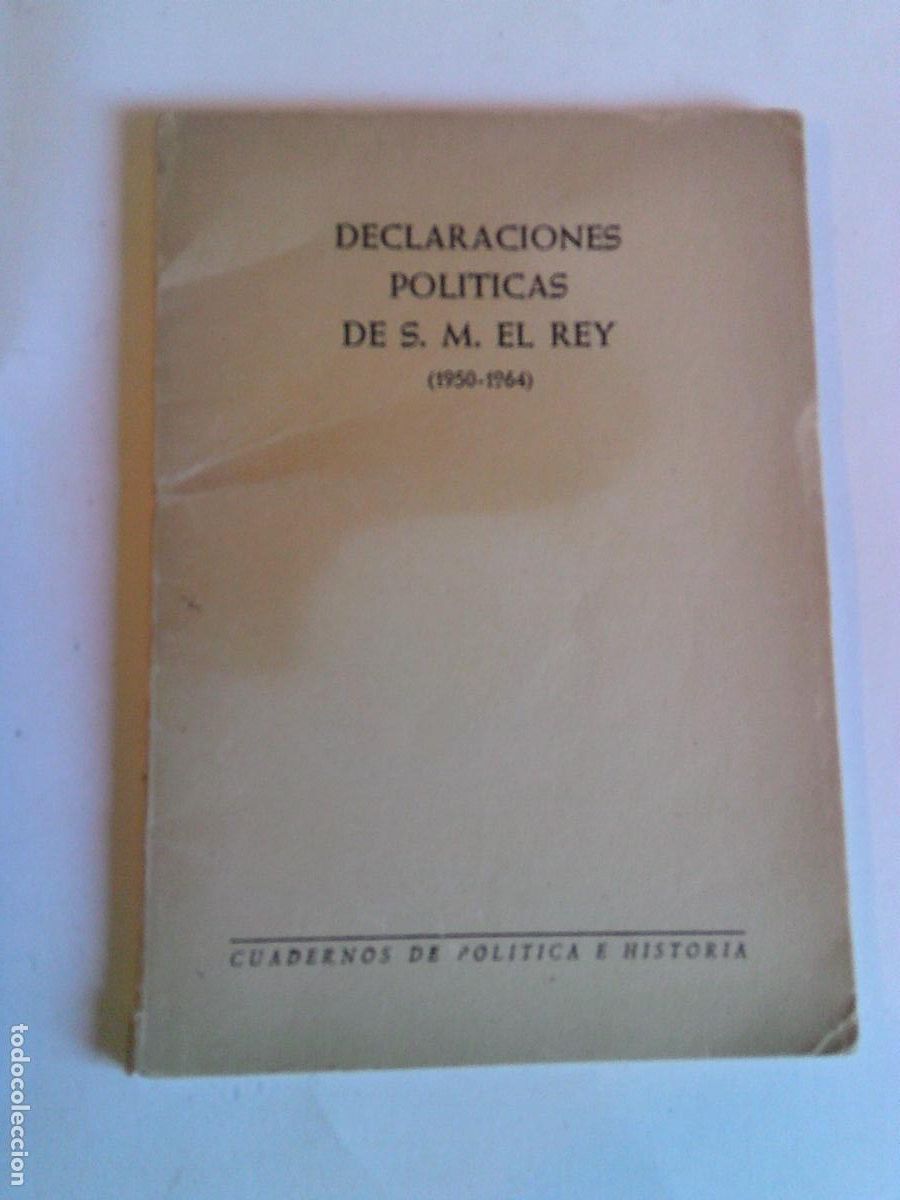 DECLARACIONES
POLITICAS
DE S. M. EL REY
(1950-1964)
CUADERNOS DE POLITICA E HISTORIA
todocoleccion